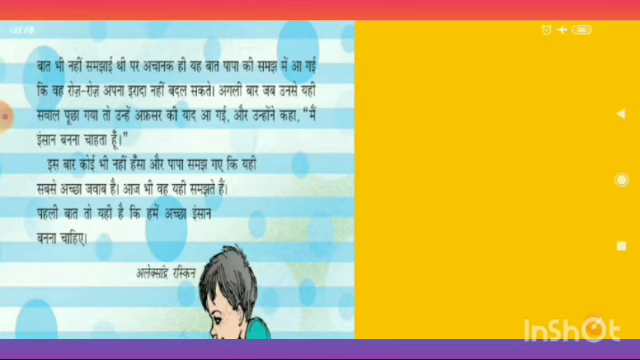 बात भी नहीं समझाई थी पर अचानक ही यह बात पापा की समझ में आ गई
कि वह रोज़-रोज़ अपना इरादा नहीं बदल सकते। अगली बार जब उनसे यही
सवाल पूछा गया तो उन्हें अफ़सर की याद आ गई, और उन्होंने कहा, "मैं
इंसान बनना चाहता हूँ।"
इस बार कोई भी नहीं हँसा और पापा समझ गए कि यही
सबसे अच्छा जवाब है। आज भी वह यही समझते हैं।
पहली बात तो यही है कि हमें अच्छा इंसान
बनना चाहिए।
अलेक्सांद्र रस्किन
InShOt